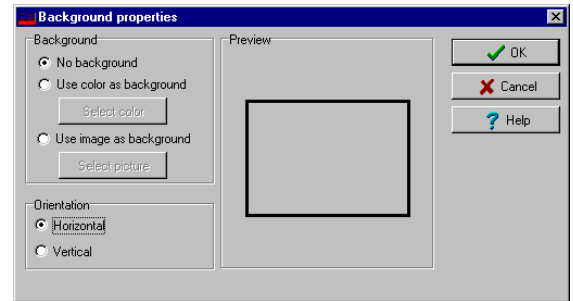 Background properties
Background
No background
Use color as background
Select color
Use image as background
Select picture
Orientation
Horizontal
Vertical
Preview
OK
Cancel
? Help